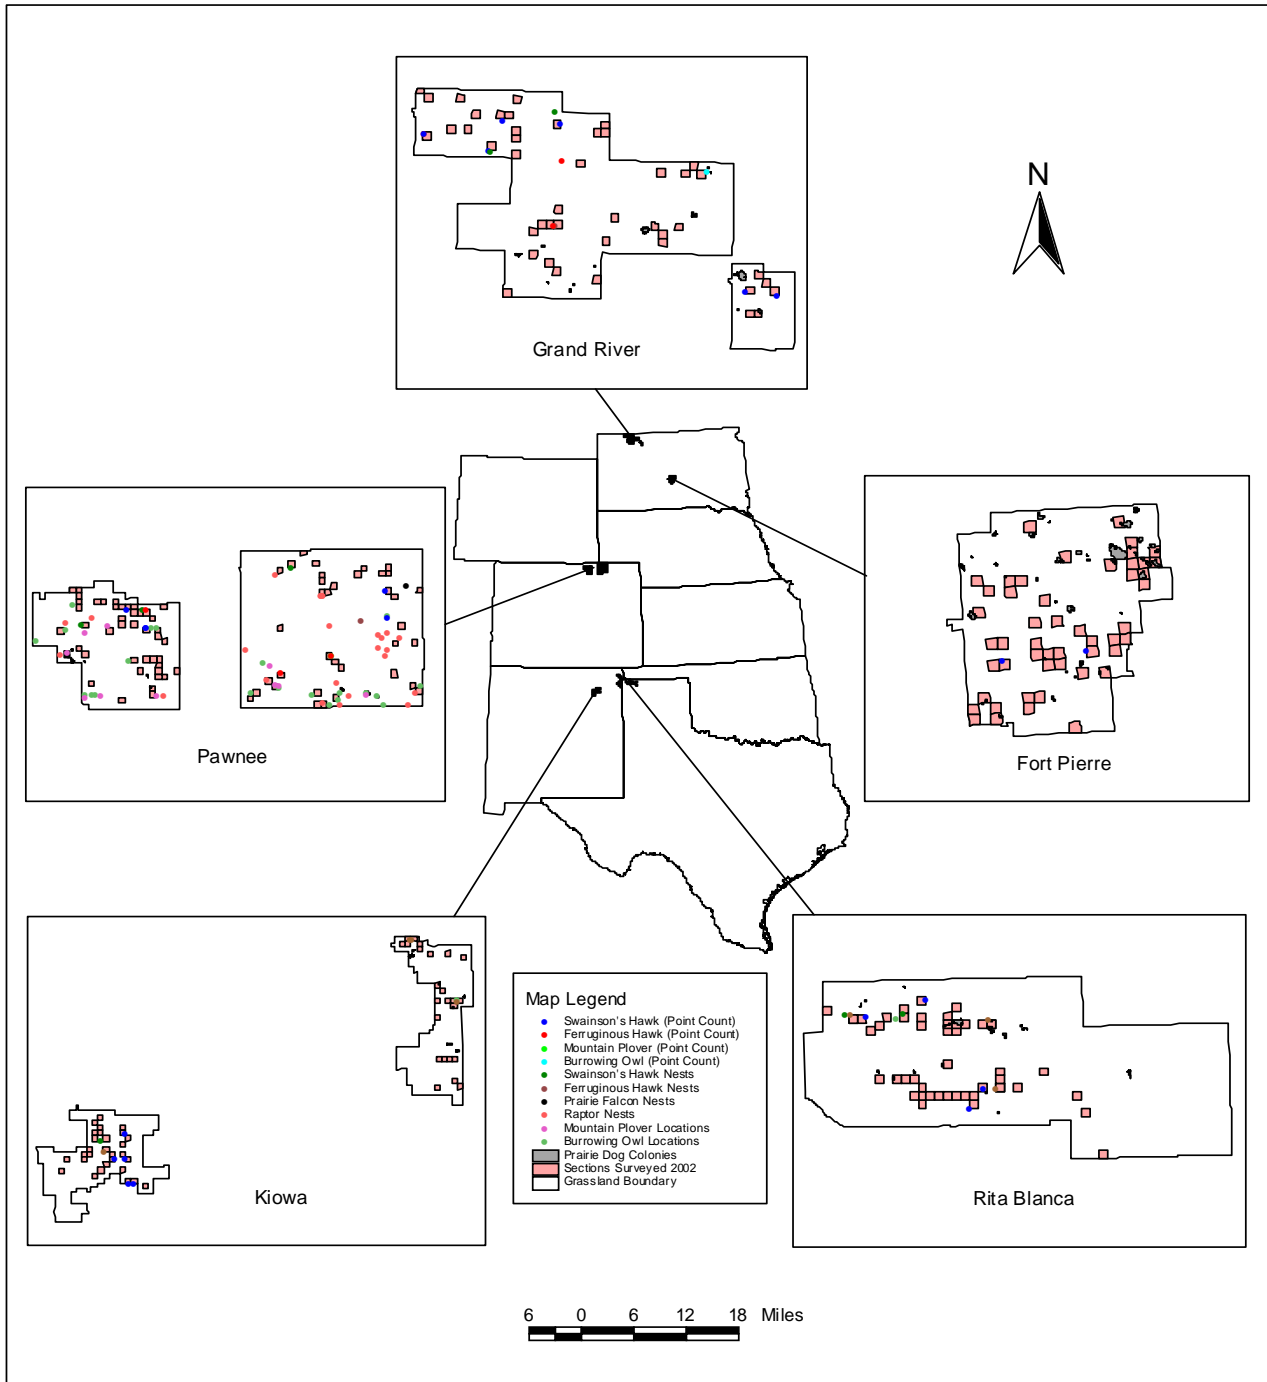 N
Grand River
Pawnee
Fort Pierre
Kiowa
Rita Blanca
Map Legend
Swainson's Hawk (Point Count)
Ferruginous Hawk (Point Count)
Mountain Plover (Point Count)
Burrowing Owl (Point Count)
Swainson's Hawk Nests
Ferruginous Hawk Nests
Prairie Falcon Nests
Raptor Nests
Mountain Plover Locations
Burrowing Owl Locations
Prairie Dog Colonies
Sections Surveyed 2002
Grassland Boundary
6 0 6 12 18 Miles